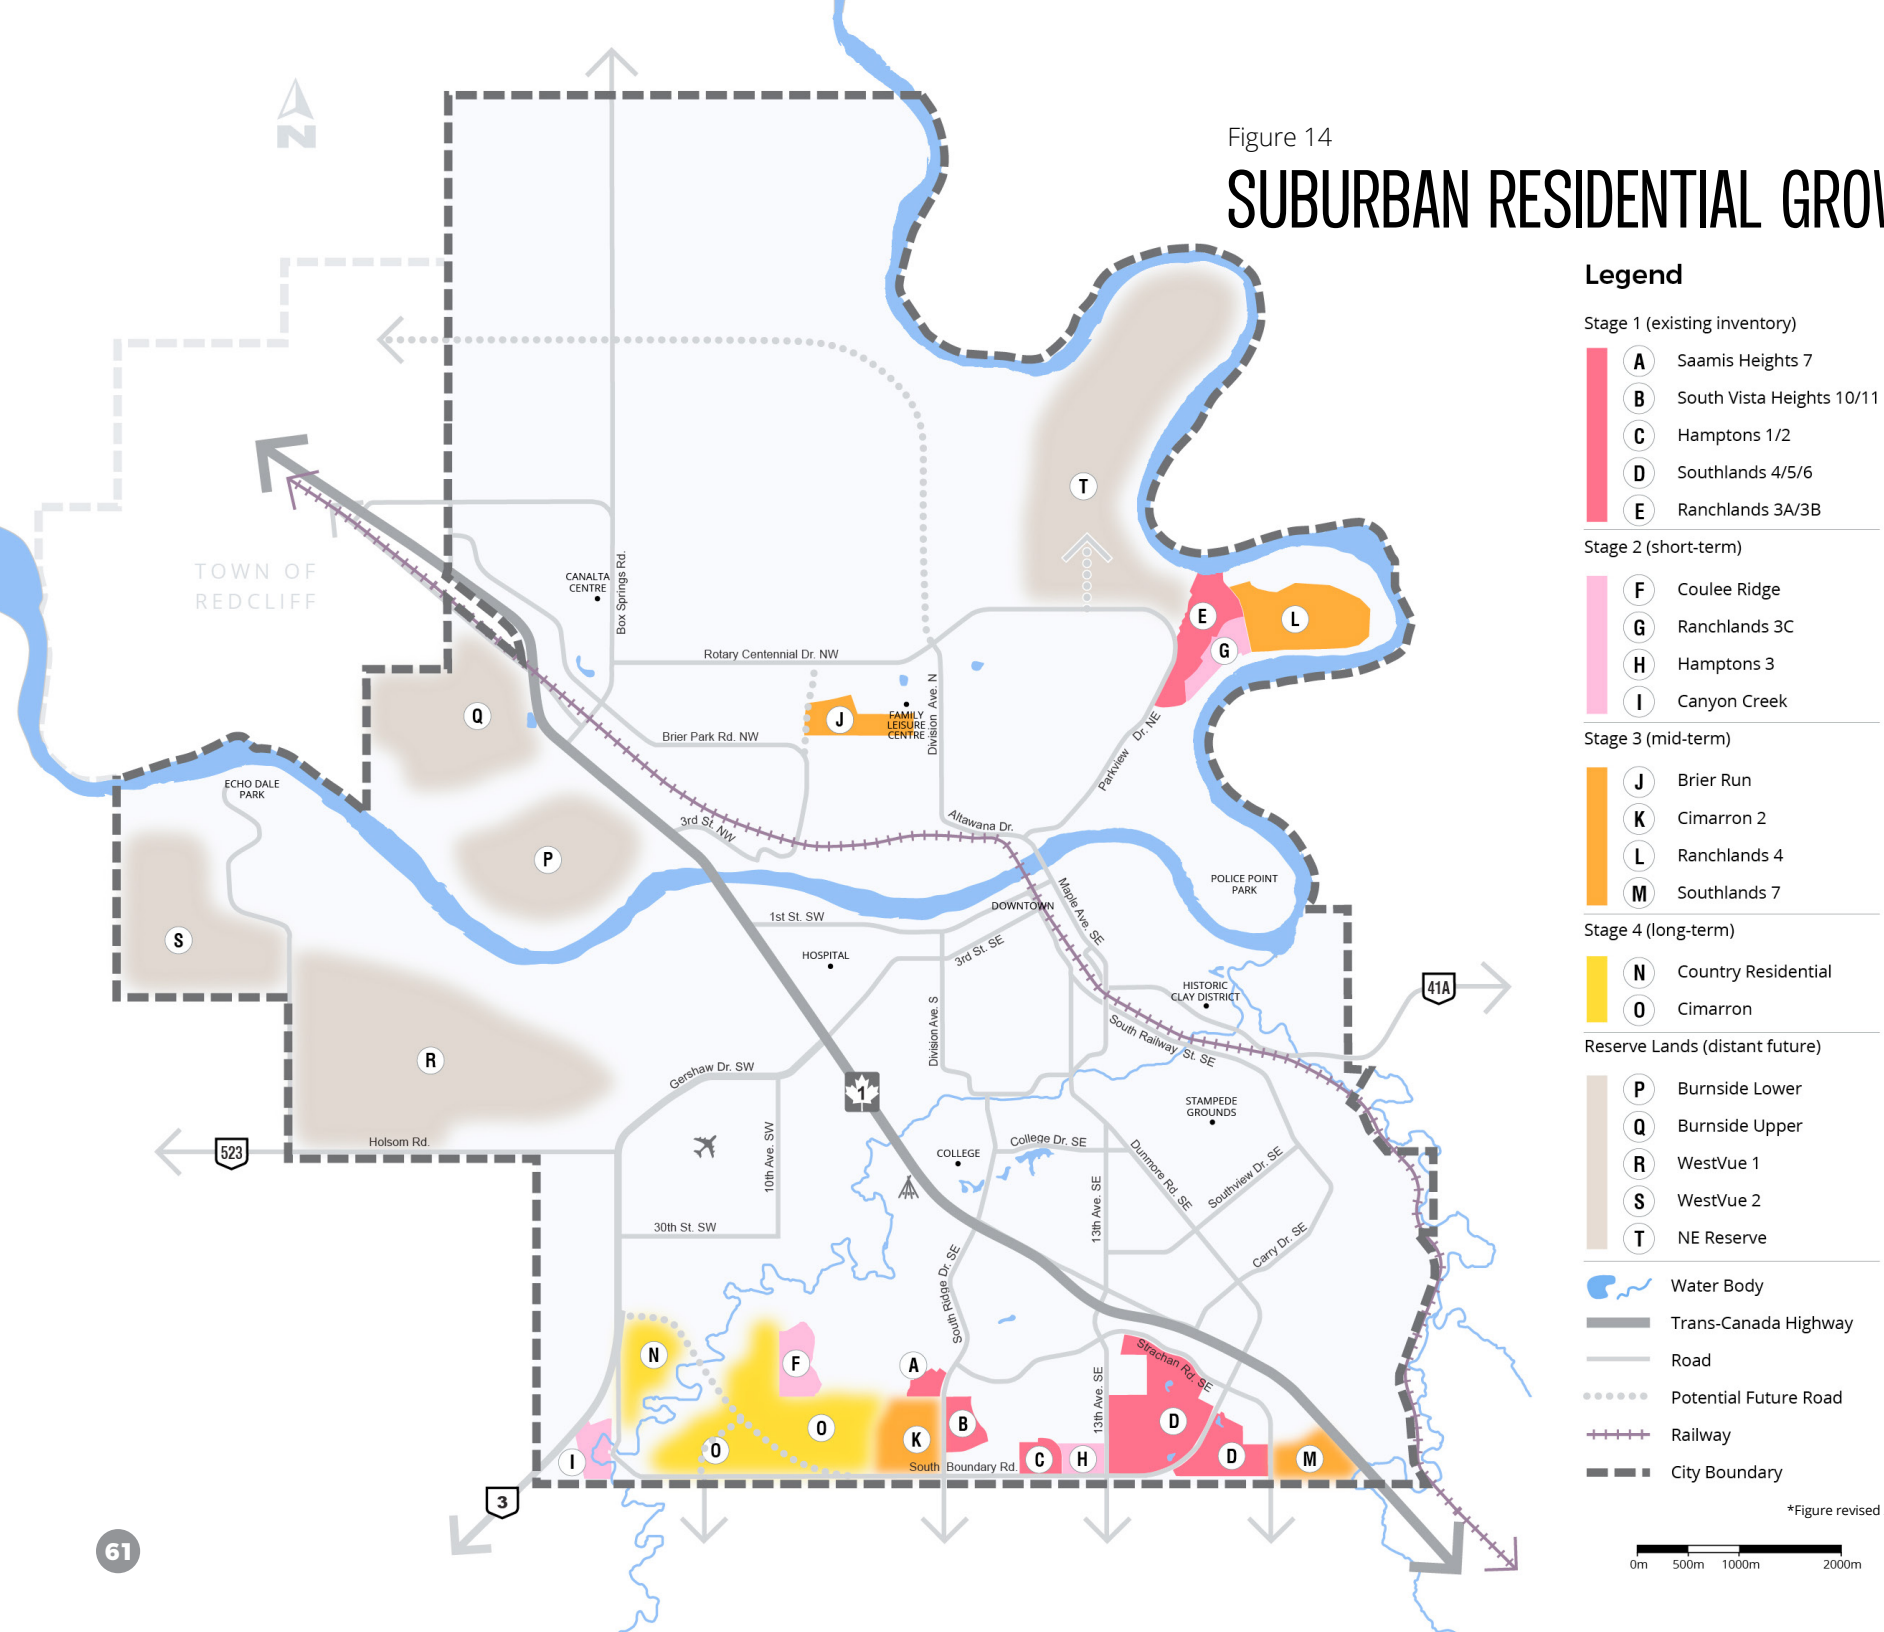 Figure 14
SUBURBAN RESIDENTIAL
N
TOWN OF
REDCLIFF
CANALTA
CENTRE
Box Springs Rd.
Rotary Centennial Dr. NW
Division Ave. N
FAMILY
LEISURE
CENTRE
Brier Park Rd. NW
Parkview Dr. NE
Altawana Dr.
3rd St. NW
ECHO DALE
PARK
POLICE POINT
PARK
DOWNTOWN
Maple Ave. SE
1st St. SW
3rd St. SE
HOSPITAL
HISTORIC
CLAY DISTRICT
41A
Division Ave. S
South Railway St. SE
Gershaw Dr. SW
1
STAMPEDE
GROUNDS
523
Holsom Rd.
10th Ave. SW
COLLEGE
College Dr. SE
Dunmore Rd. SE
Southview Dr. SE
13th Ave. SE
30th St. SW
Carry Dr. SE
South Ridge Dr. SE
Strachan Rd. SE
13th Ave. SE
South Boundary Rd.
3
T
E
L
G
J
Q
P
S
R
N
F
A
O
O
K
B
C
H
D
D
M
I
61
Legend
Stage 1 (existing inventory)
A Saamis Heights 7
B South Vista Heights 10/11
C Hamptons 1/2
D Southlands 4/5/6
E Ranchlands 3A/3B
Stage 2 (short-term)
F Coulee Ridge
G Ranchlands 3C
H Hamptons 3
I Canyon Creek
Stage 3 (mid-term)
J Brier Run
K Cimarron 2
L Ranchlands 4
M Southlands 7
Stage 4 (long-term)
N Country Residential
O Cimarron
Reserve Lands (distant future)
P Burnside Lower
Q Burnside Upper
R WestVue 1
S WestVue 2
T NE Reserve
Water Body
Trans-Canada Highway
Road
Potential Future Road
Railway
City Boundary
*Figure revised
0m 500m 1000m 2000m